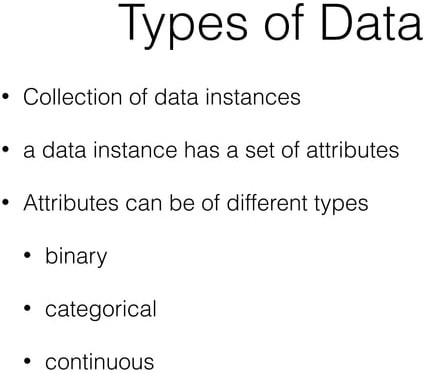 Types of Data
• Collection of data instances
• a data instance has a set of attributes
• Attributes can be of different types
• binary
• categorical
• continuous